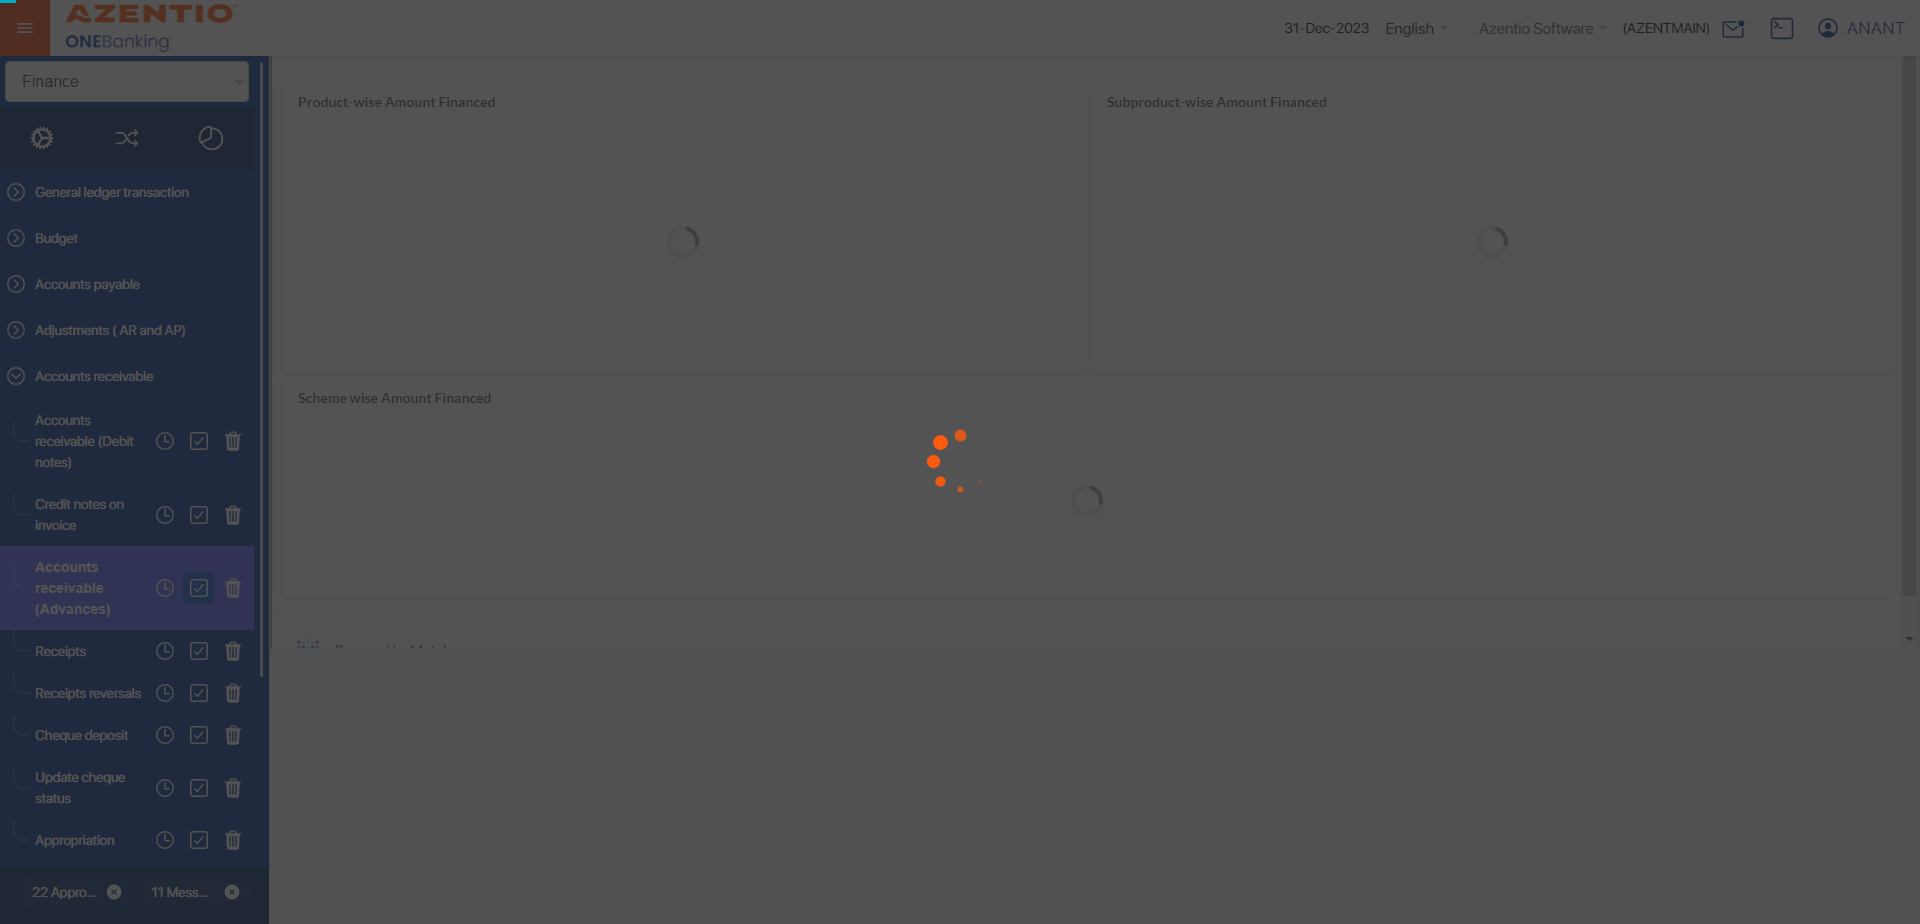 AZENTIO
ONEBanking
31-Dec-2023
English
Azentio Software
(AZENTMAIN)
ANANT
Finance
General ledger transaction
Budget
Accounts payable
Adjustments ( AR and AP)
Accounts receivable
Accounts
receivable (Debit
notes)
Credit notes on
invoice
Accounts
receivable
(Advances)
Receipts
Receipts reversals
Cheque deposit
Update cheque
status
Appropriation
22 Appro...
11 Mess...
Product-wise Amount Financed
Subproduct-wise Amount Financed
Scheme wise Amount Financed